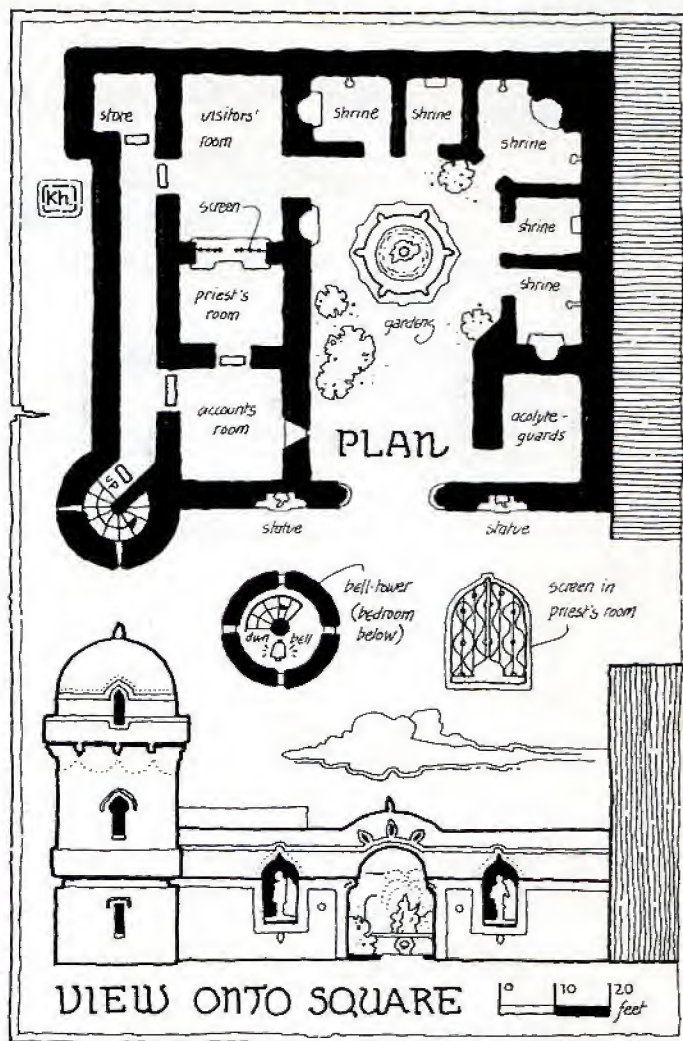 store
visitors'
room
shrine
shrine
shrine
Kh.
screen
shrine
priest's
room
shrine
gardens
accounts
room
PLAN
acolyte-
guards
up
statue
statue
bell-tower
(bedroom
below)
screen in
priest's room
dwn
bell
VIEW ONTO SQUARE
0 10 20
feet